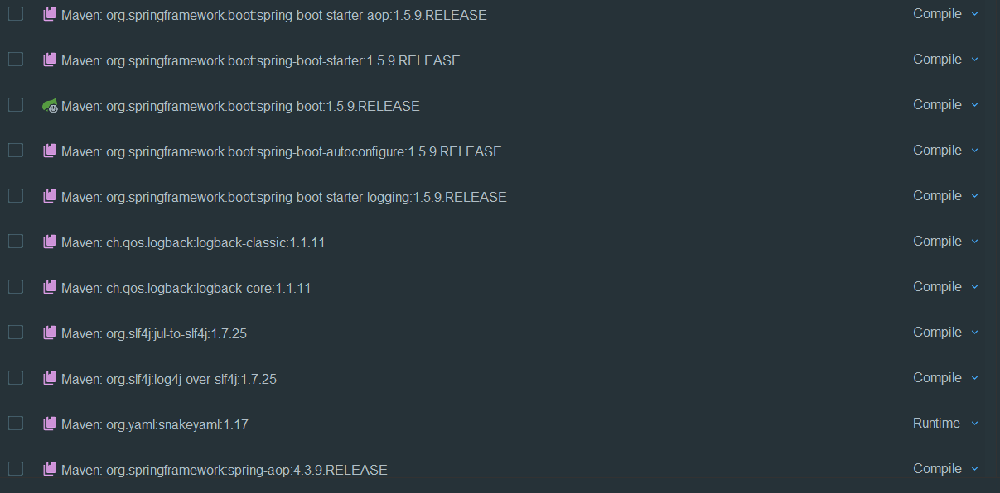 Maven: org.springframework.boot:spring-boot-starter-aop:1.5.9.RELEASE Compile
Maven: org.springframework.boot:spring-boot-starter:1.5.9.RELEASE Compile
Maven: org.springframework.boot:spring-boot:1.5.9.RELEASE Compile
Maven: org.springframework.boot:spring-boot-autoconfigure:1.5.9.RELEASE Compile
Maven: org.springframework.boot:spring-boot-starter-logging:1.5.9.RELEASE Compile
Maven: ch.qos.logback:logback-classic:1.1.11 Compile
Maven: ch.qos.logback:logback-core:1.1.11 Compile
Maven: org.slf4j:jul-to-slf4j:1.7.25 Compile
Maven: org.slf4j:log4j-over-slf4j:1.7.25 Compile
Maven: org.yaml:snakeyaml:1.17 Runtime
Maven: org.springframework:spring-aop:4.3.9.RELEASE Compile